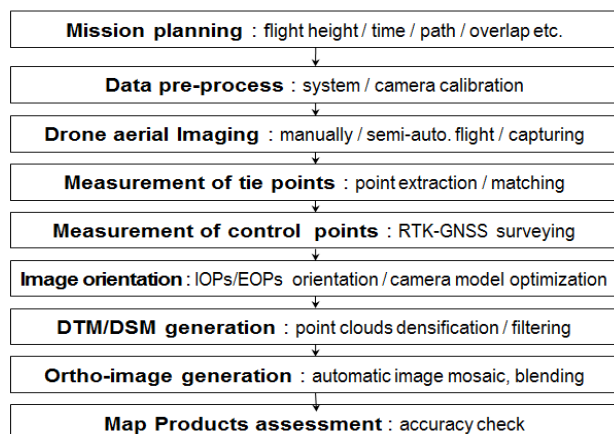 Mission planning : flight height / time / path / overlap etc.
Data pre-process : system / camera calibration
Drone aerial Imaging : manually / semi-auto. flight / capturing
Measurement of tie points : point extraction / matching
Measurement of control points : RTK-GNSS surveying
Image orientation : IOPs/EOPs orientation / camera model optimization
DTM/DSM generation : point clouds densification / filtering
Ortho-image generation : automatic image mosaic, blending
Map Products assessment : accuracy check